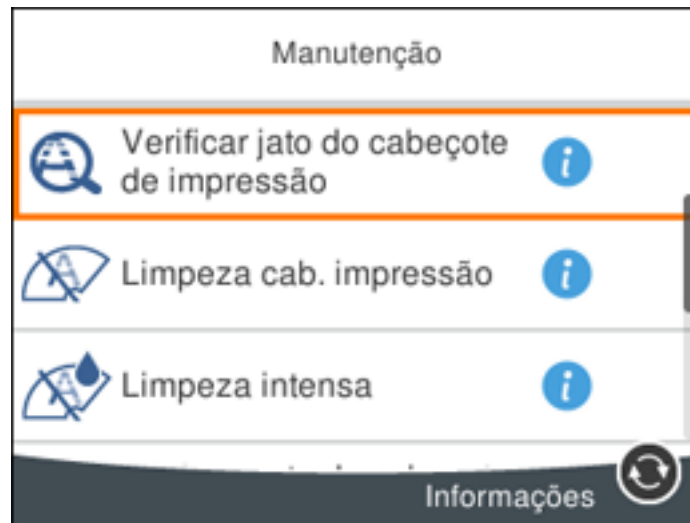 Manutenção
Verificar jato do cabeçote
de impressão
Limpeza cab. impressão
Limpeza intensa
Informações